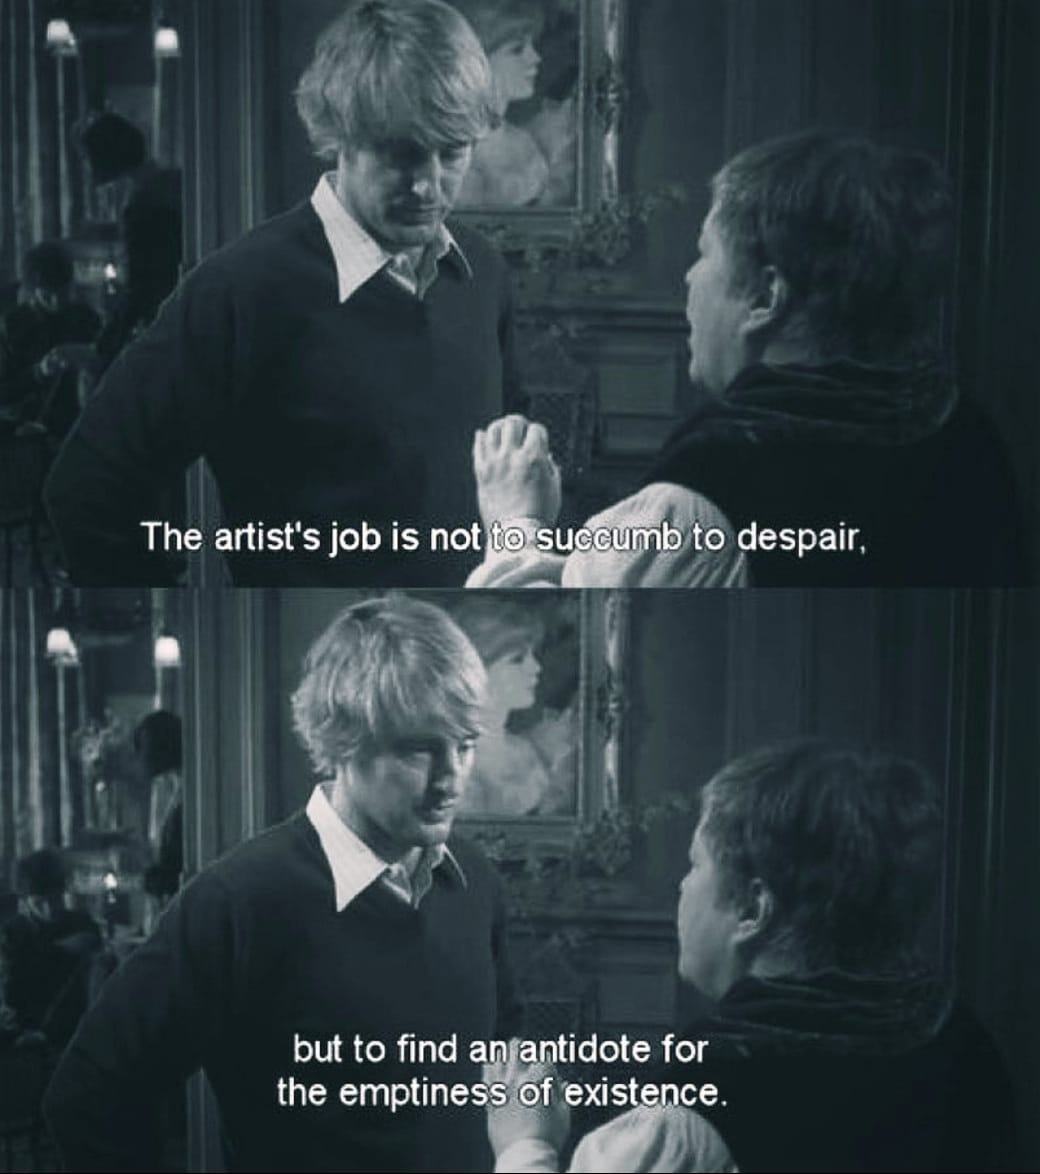 The artist's job is not to succumb to despair,
but to find an antidote for
the emptiness of existence.